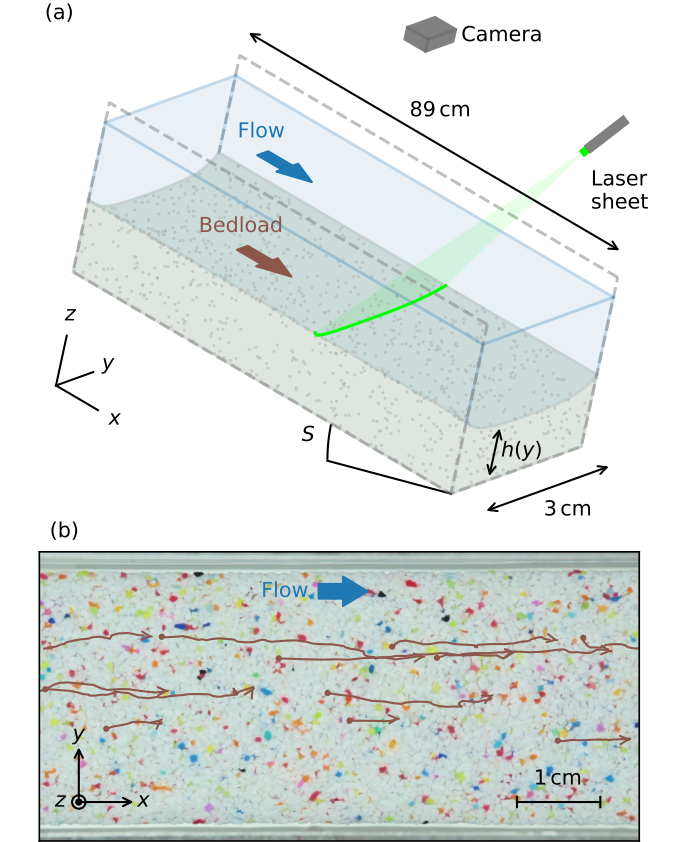 (a)
Camera
89 cm
Flow
Laser
sheet
Bedload
z
y
x
S
h(y)
3 cm
(b)
Flow
y
z
x
1 cm